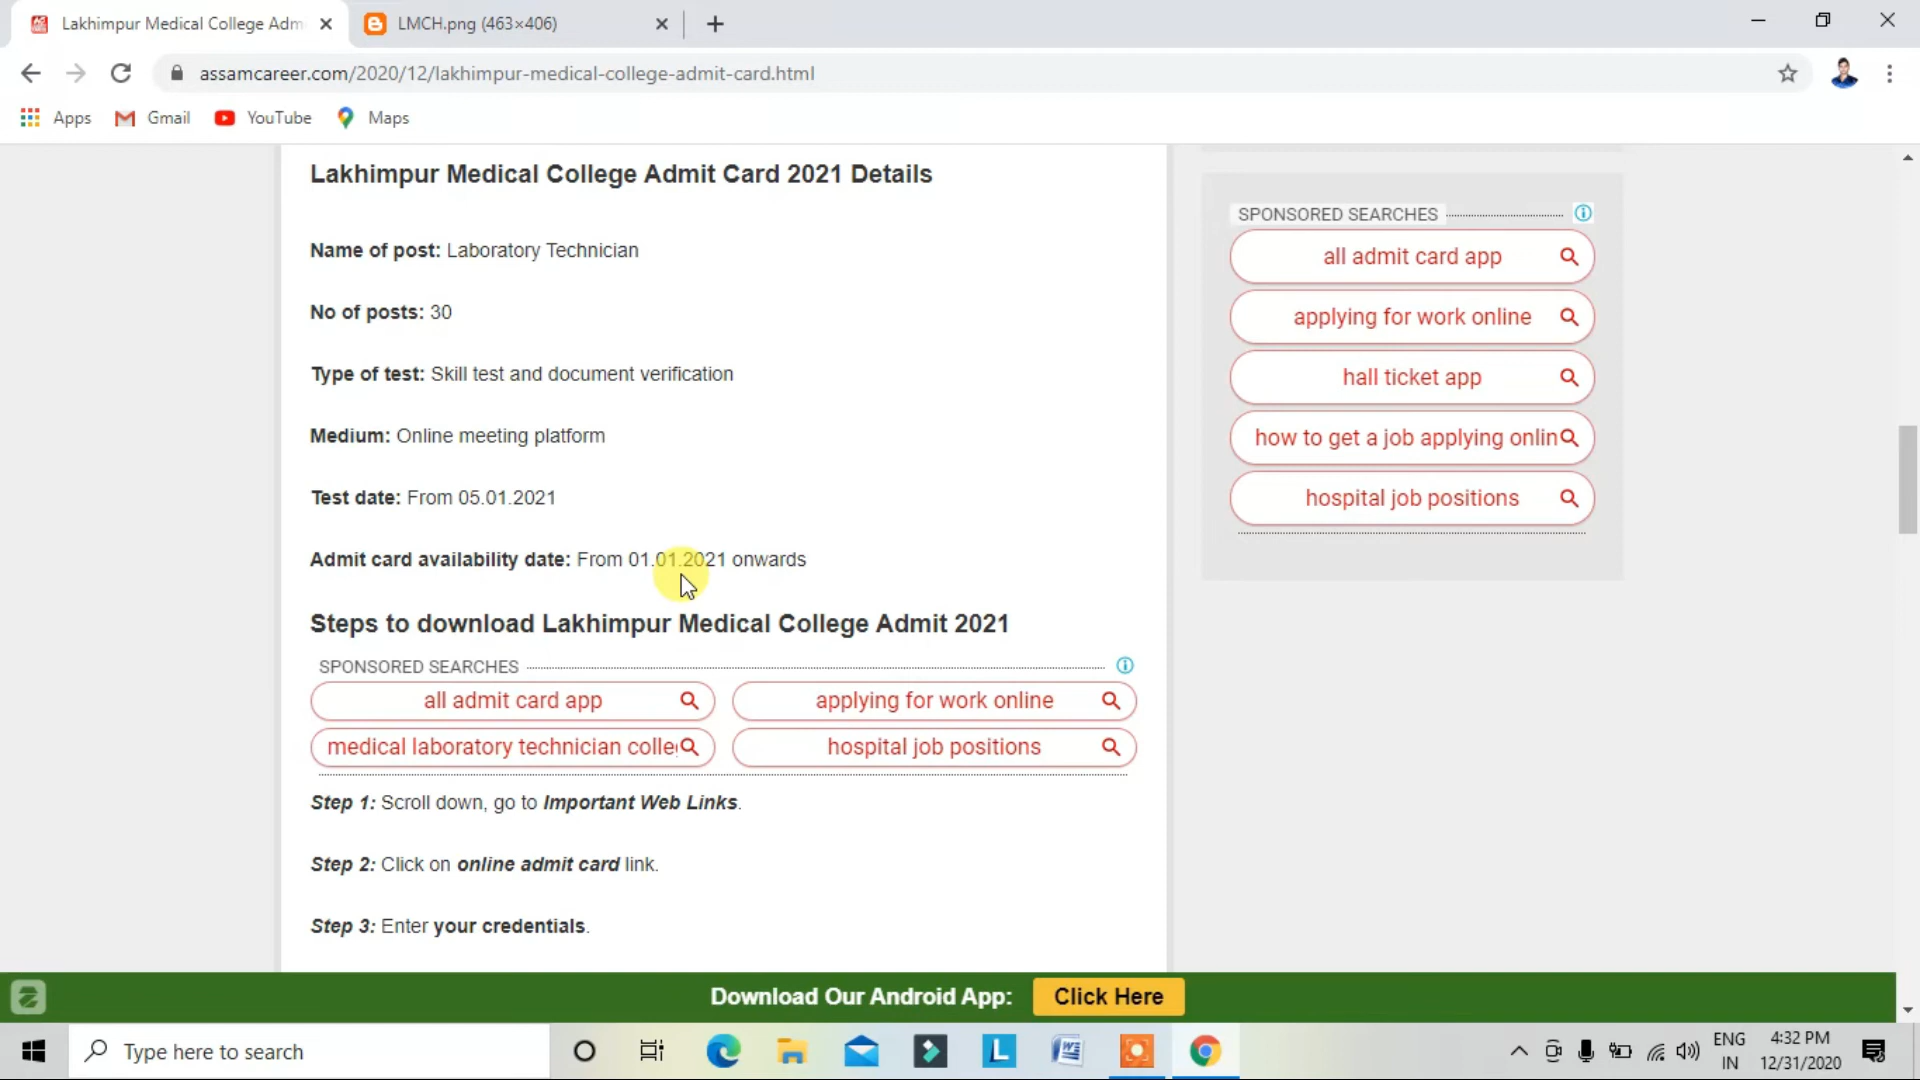 Lakhimpur Medical College Adm
LMCH.png (463×406)
assamcareer.com/2020/12/lakhimpur-medical-college-admit-card.html
Apps
Gmail
YouTube
Maps
Lakhimpur Medical College Admit Card 2021 Details
Name of post: Laboratory Technician
No of posts: 30
Type of test: Skill test and document verification
Medium: Online meeting platform
Test date: From 05.01.2021
Admit card availability date: From 01.01.2021 onwards
Steps to download Lakhimpur Medical College Admit 2021
SPONSORED SEARCHES
all admit card app
applying for work online
medical laboratory technician colle
hospital job positions
Step 1: Scroll down, go to Important Web Links.
Step 2: Click on online admit card link.
Step 3: Enter your credentials.
SPONSORED SEARCHES
all admit card app
applying for work online
hall ticket app
how to get a job applying onlin
hospital job positions
Download Our Android App:
Click Here
Type here to search
ENG
IN
4:32 PM
12/31/2020